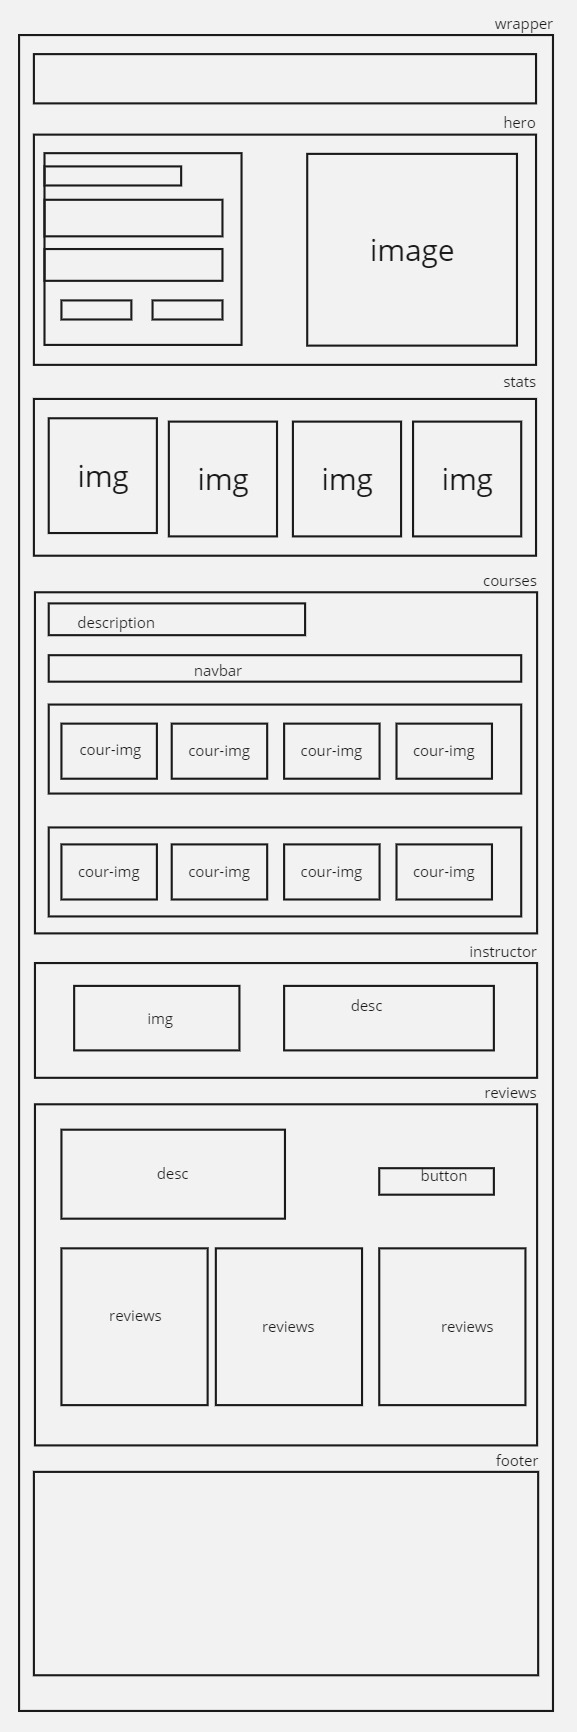 wrapper
hero
image
stats
img
img
img
img
courses
description
navbar
cour-img
cour-img
cour-img
cour-img
cour-img
cour-img
cour-img
cour-img
instructor
img
desc
reviews
desc
button
reviews
reviews
reviews
footer